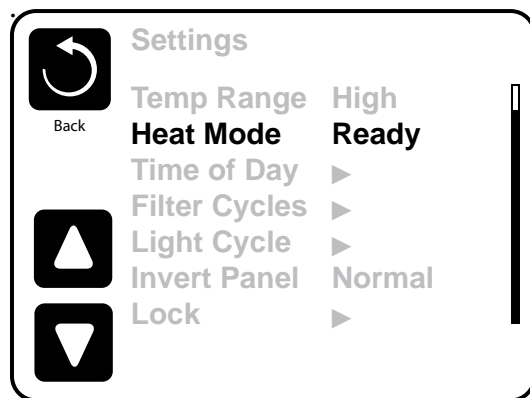 Settings
Back
Temp Range High
Heat Mode Ready
Time of Day ▶
Filter Cycles ▶
Light Cycle ▶
Invert Panel Normal
Lock ▶